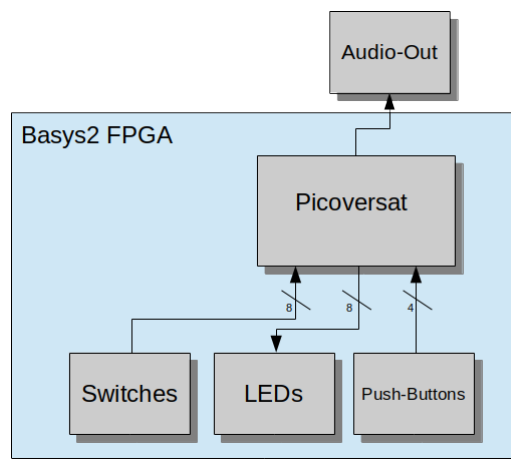 Audio-Out
Basys2 FPGA
Picoversat
8
8
4
Switches
LEDs
Push-Buttons